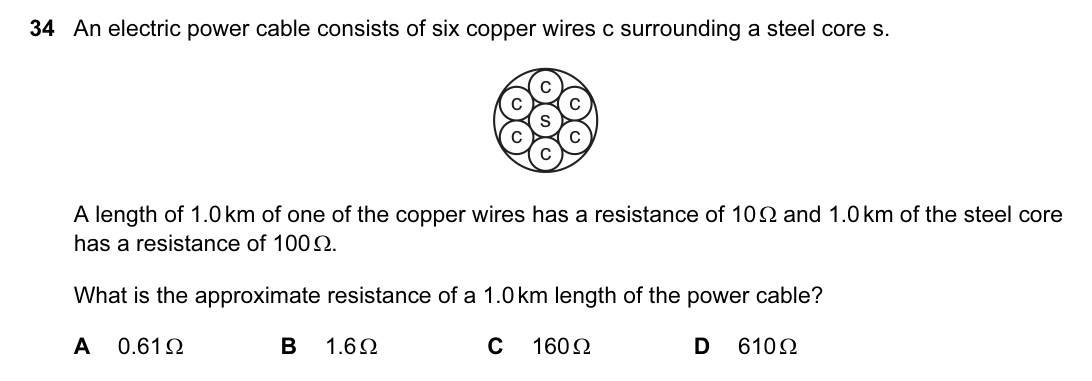 34 An electric power cable consists of six copper wires c surrounding a steel core s.
c
c c
s
c c
c
A length of 1.0 km of one of the copper wires has a resistance of 10 Ω and 1.0 km of the steel core
has a resistance of 100 Ω.
What is the approximate resistance of a 1.0 km length of the power cable?
A 0.61 Ω B 1.6 Ω C 160 Ω D 610 Ω